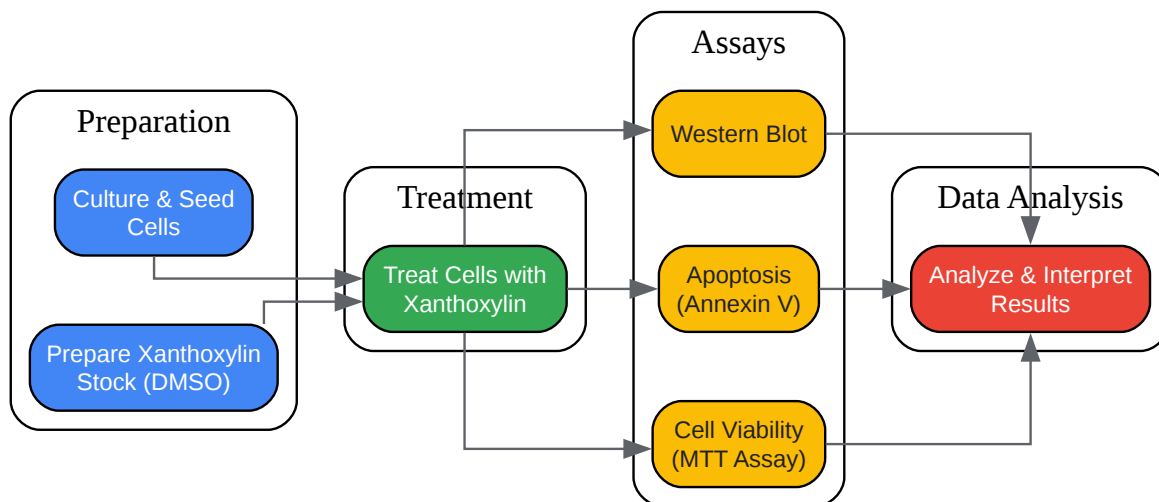 Preparation
Culture & Seed
Cells
Prepare Xanthoxylin
Stock (DMSO)
Treatment
Treat Cells with
Xanthoxylin
Assays
Western Blot
Apoptosis
(Annexin V)
Cell Viability
(MTT Assay)
Data Analysis
Analyze & Interpret
Results